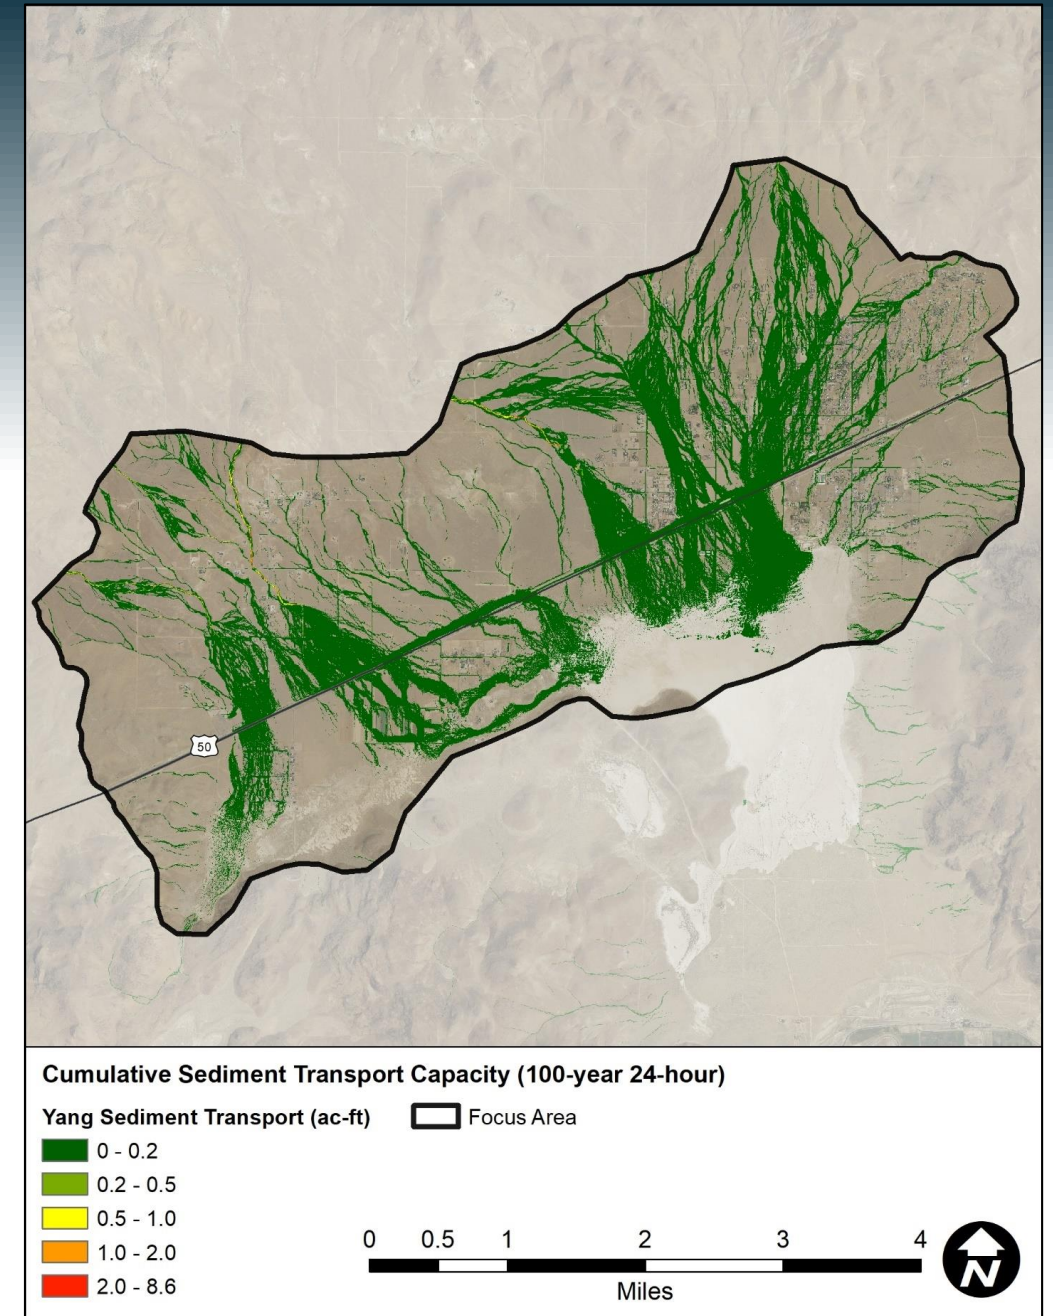 50
Cumulative Sediment Transport Capacity (100-year 24-hour)
Yang Sediment Transport (ac-ft)
Focus Area
0 - 0.2
0.2 - 0.5
0.5 - 1.0
1.0 - 2.0
2.0 - 8.6
0 0.5 1 2 3 4
Miles
N